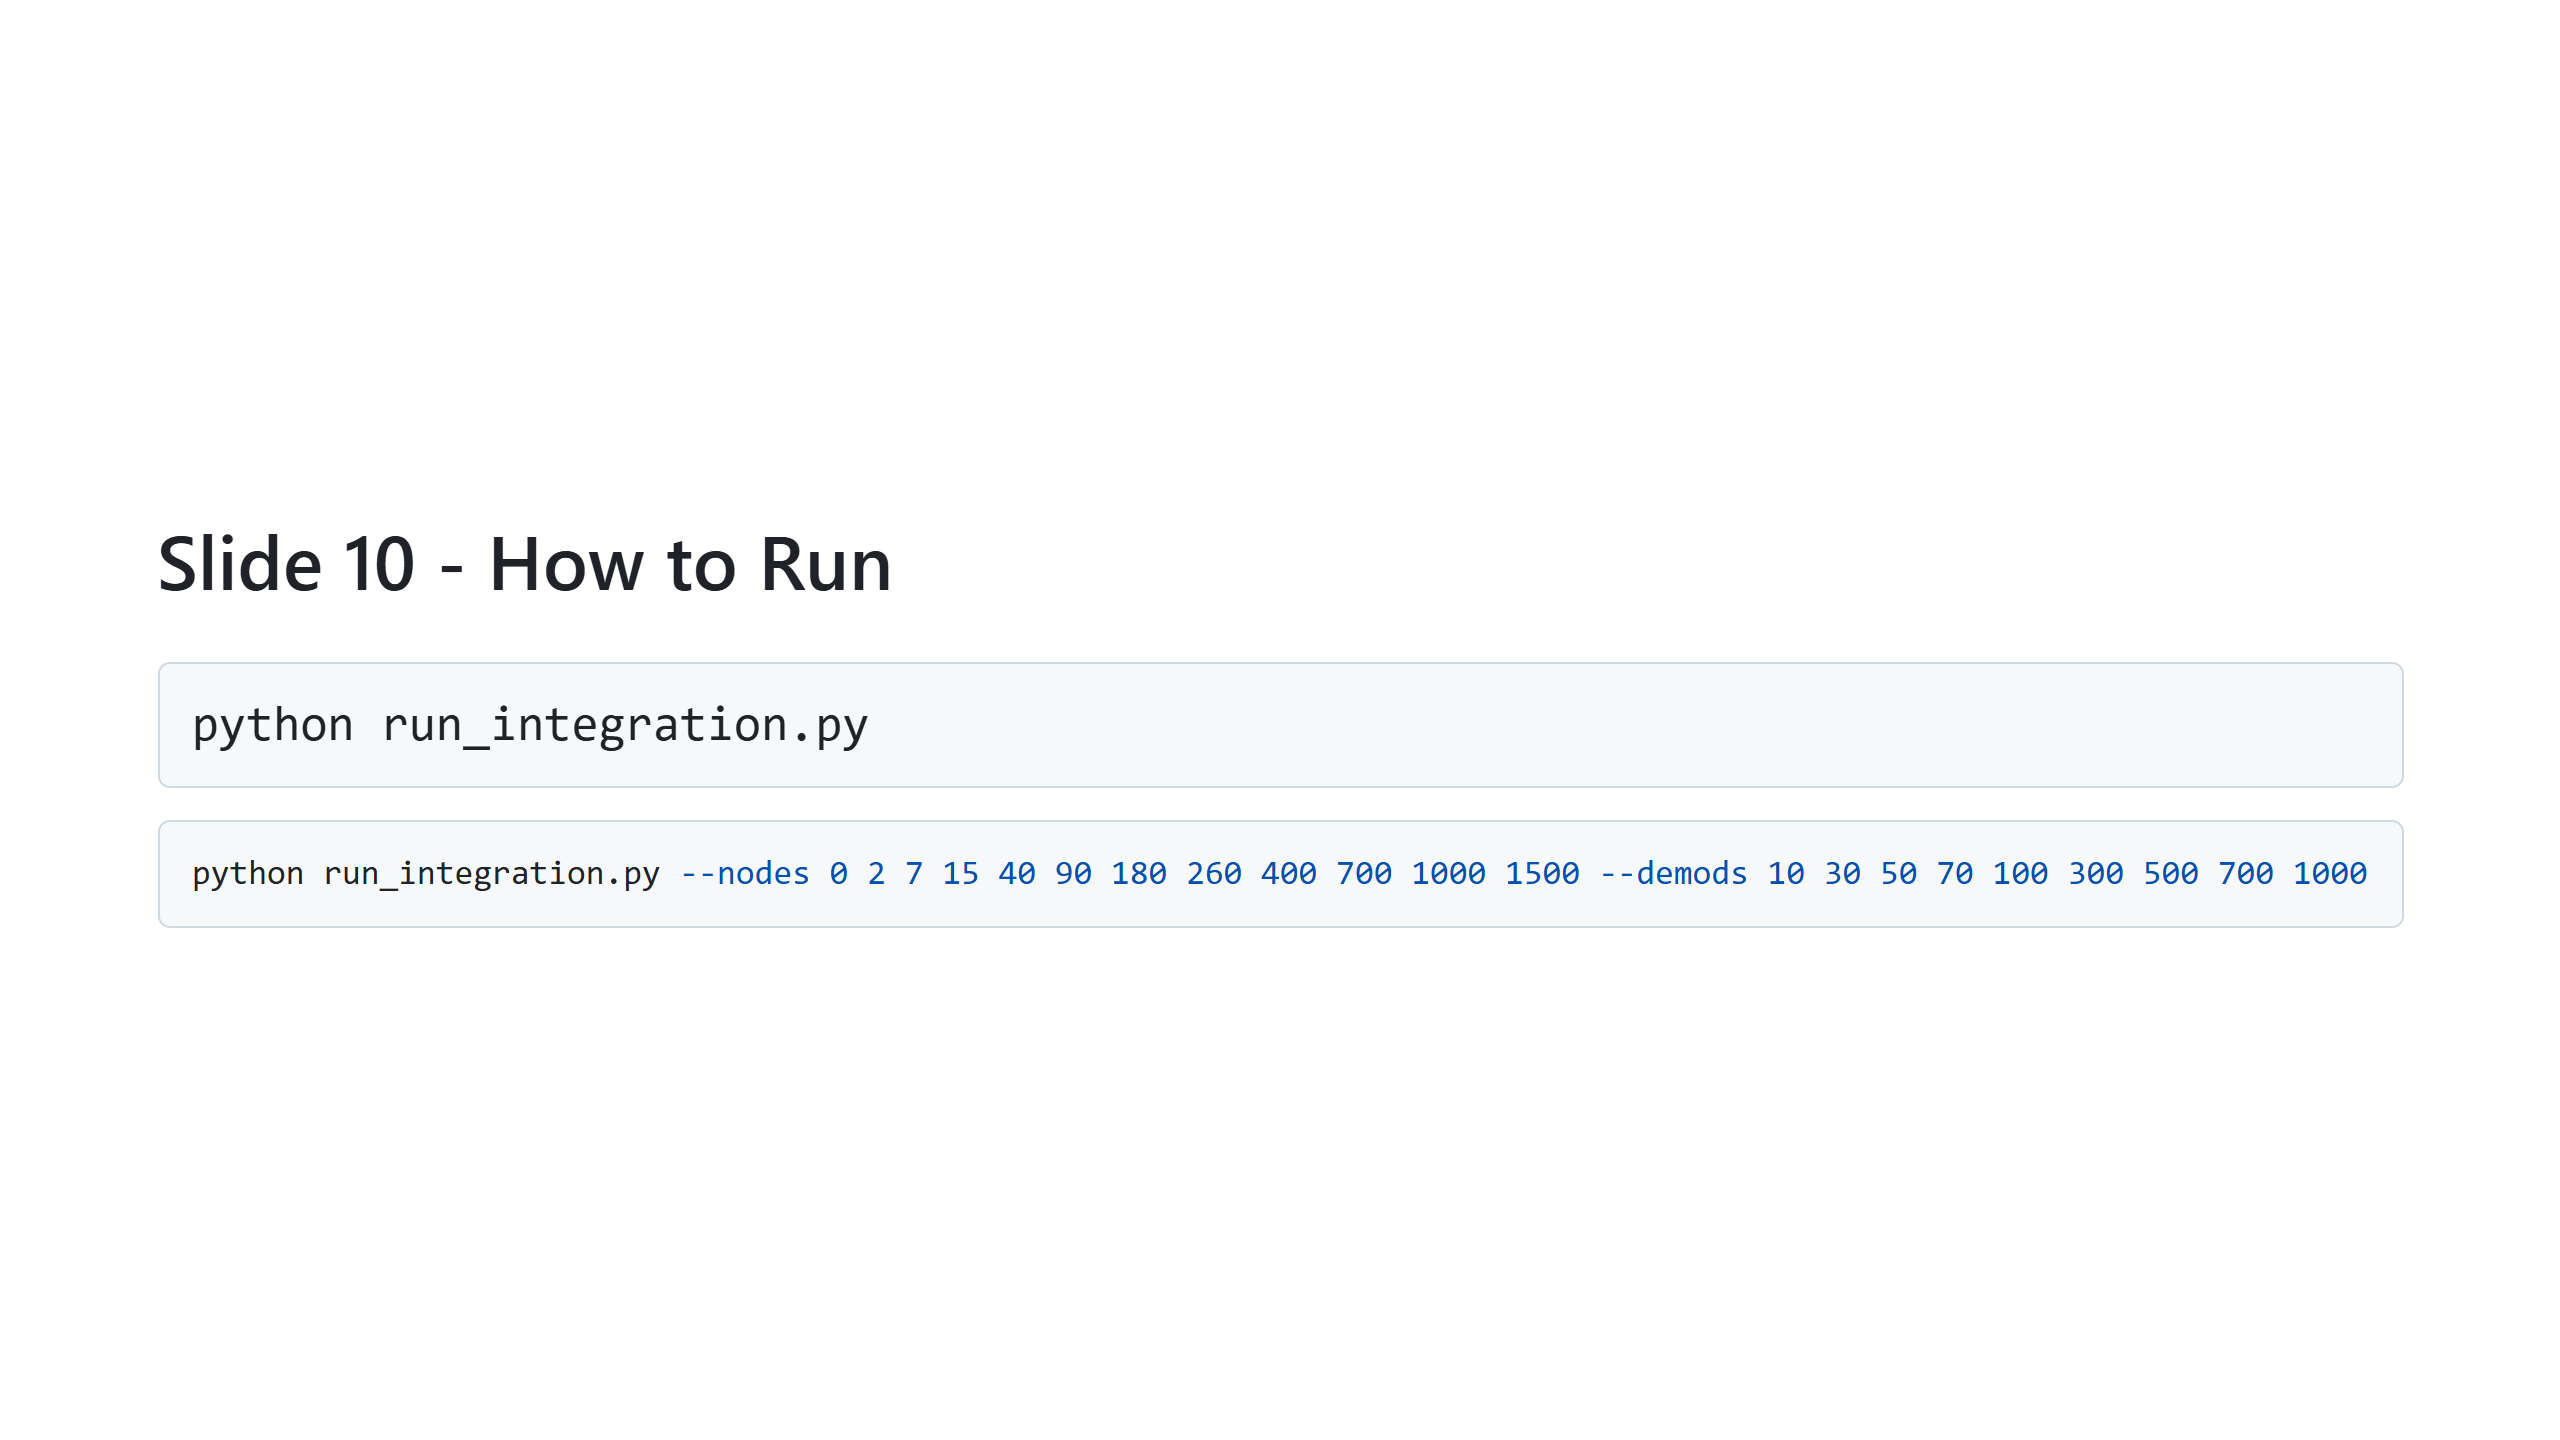 Slide 10 - How to Run
python run_integration.py
python run_integration.py --nodes 0 2 7 15 40 90 180 260 400 700 1000 1500 --demods 10 30 50 70 100 300 500 700 1000